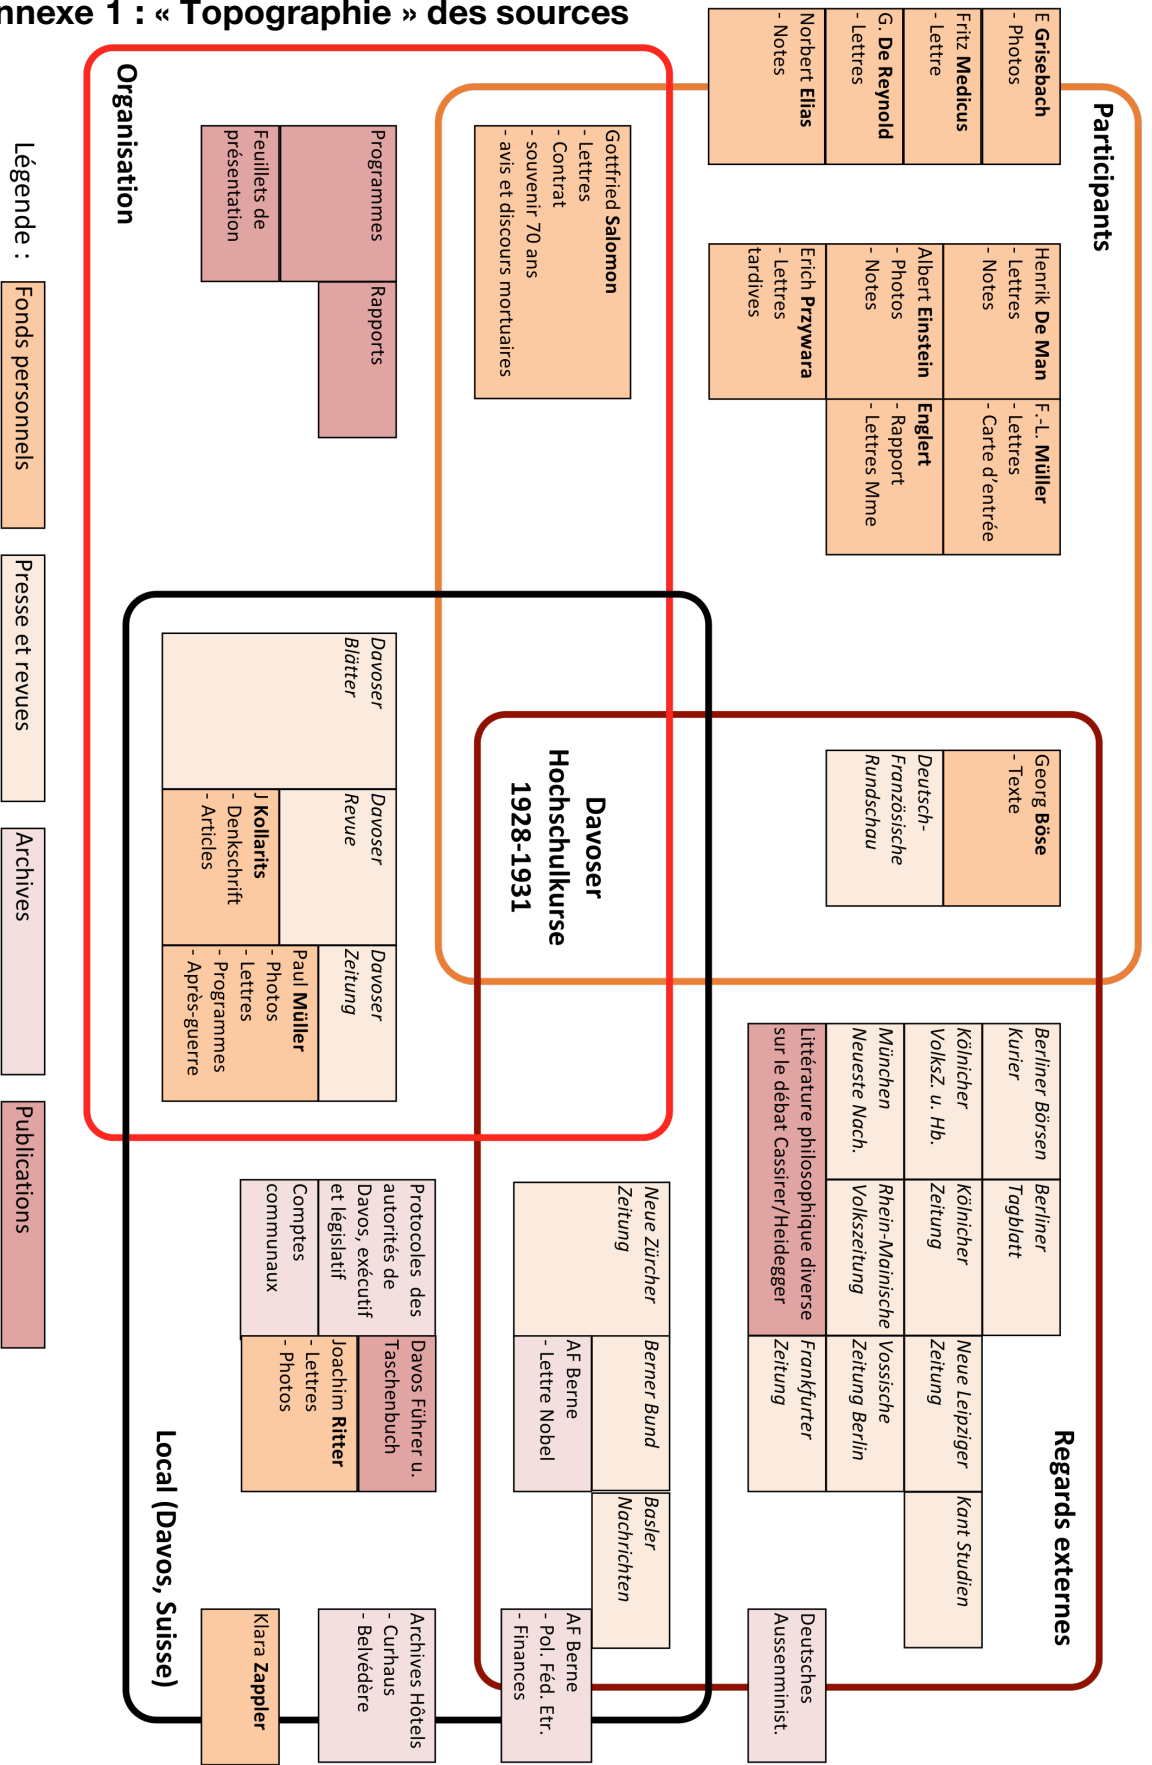 nnexe 1 : « Topographie » des sources
Participants
E Grisebach
- Photos
Fritz Medicus
- Lettre
G. De Reynold
- Lettres
Norbert Elias
- Notes
Henrik De Man
- Lettres
- Notes
Albert Einstein
- Photos
- Notes
Erich Przywara
- Lettres
tardives
F.-L. Müller
- Lettres
- Carte d'entrée
Englert
- Rapport
- Lettres Mme
Georg Böse
- Texte
Deutsch-
Französische
Rundschau
Regards externes
Berliner Börsen
Kurier
Berliner
Tagblatt
Kölnicher
VolksZ. u. Hb.
Kölnicher
Zeitung
Neue Leipziger
Zeitung
Kant Studien
München
Neueste Nach.
Rhein-Mainische
Volkszeitung
Vossische
Zeitung Berlin
Littérature philosophique diverse
sur le débat Cassirer/Heidegger
Frankfurter
Zeitung
Deutsches
Aussenminist.
Gottfried Salomon
- Lettres
- Contrat
- souvenir 70 ans
- avis et discours mortuaires
Davoser
Hochschulkurse
1928-1931
Neue Zürcher
Zeitung
Berner Bund
AF Berne
- Lettre Nobel
Basler
Nachrichten
AF Berne
- Pol. Féd. Etr.
- Finances
Programmes
Feuillets de
présentation
Rapports
Organisation
Davoser
Blätter
Davoser
Revue
J Kollarits
- Denkschrift
- Articles
Davoser
Zeitung
Paul Müller
- Photos
- Lettres
- Programmes
- Après-guerre
Protocoles des
autorités de
Davos, exécutif
et législatif
Comptes
communaux
Davos Führer u.
Taschenbuch
Joachim Ritter
- Lettres
- Photos
Archives Hôtels
- Curhaus
- Belvédère
Klara Zappler
Local (Davos, Suisse)
Légende :
Fonds personnels
Presse et revues
Archives
Publications